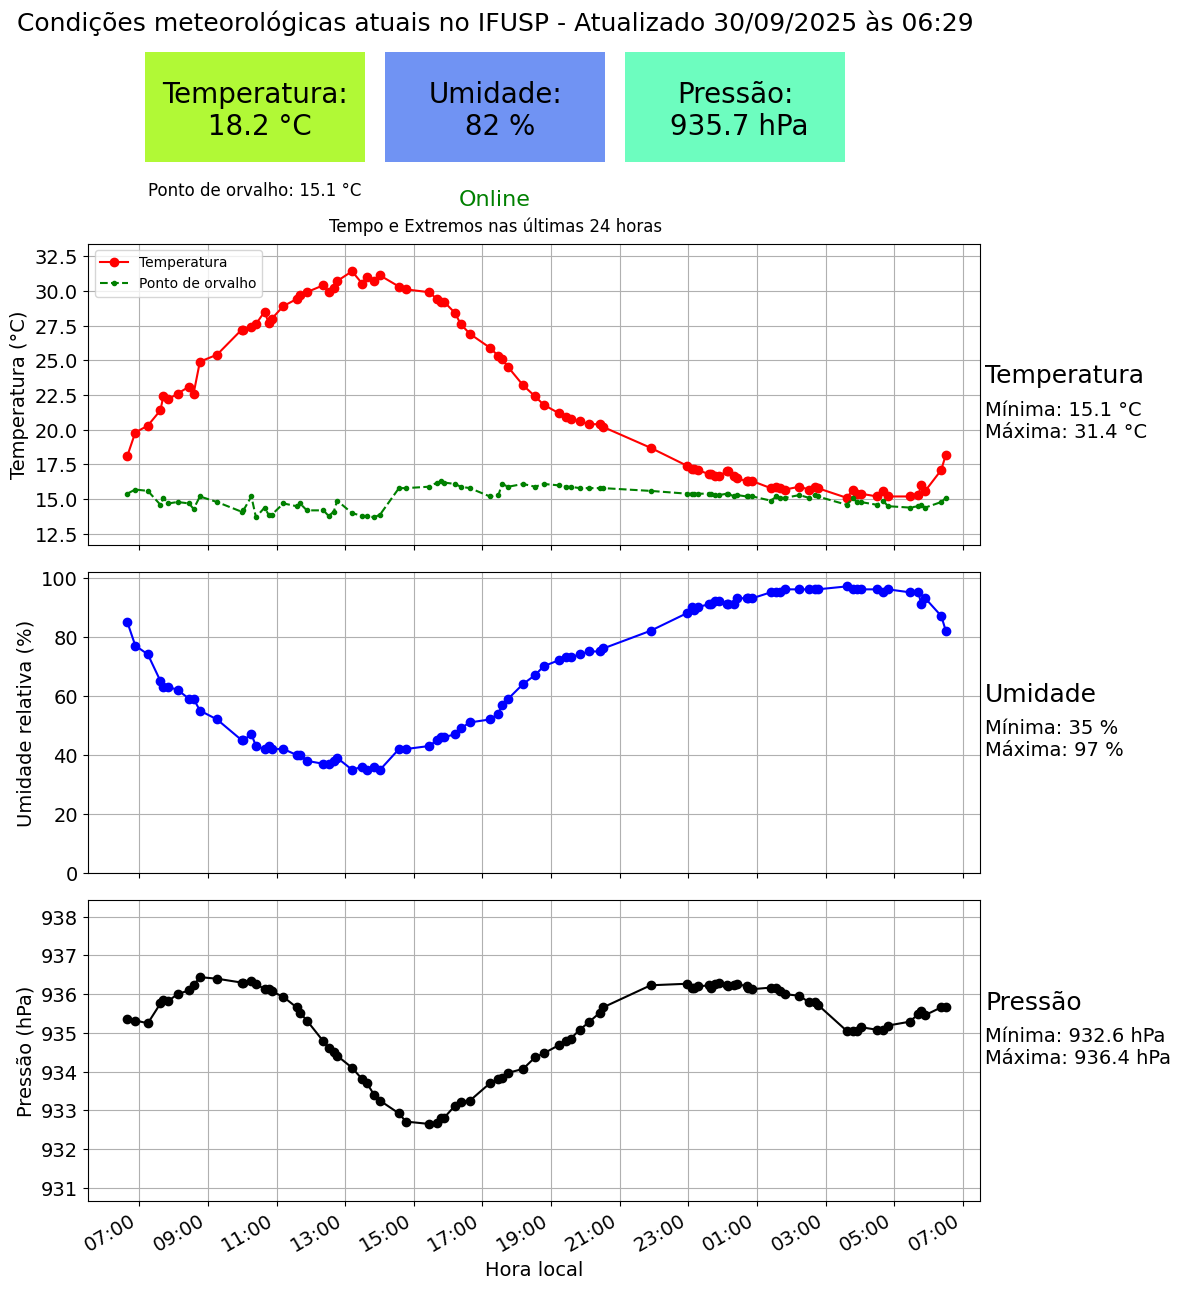 Condições meteorológicas atuais no IFUSP - Atualizado 30/09/2025 às 06:29
Temperatura:
18.2 °C
Umidade:
82 %
Pressão:
935.7 hPa
Ponto de orvalho: 15.1 °C
Online
Tempo e Extremos nas últimas 24 horas
Temperatura
Ponto de orvalho
Temperatura (°C)
32.5
30.0
27.5
25.0
22.5
20.0
17.5
15.0
12.5
Temperatura
Mínima: 15.1 °C
Máxima: 31.4 °C
Umidade relativa (%)
100
80
60
40
20
0
Umidade
Mínima: 35 %
Máxima: 97 %
Pressão (hPa)
938
937
936
935
934
933
932
931
Pressão
Mínima: 932.6 hPa
Máxima: 936.4 hPa
07:00
09:00
11:00
13:00
15:00
17:00
19:00
21:00
23:00
01:00
03:00
05:00
07:00
Hora local